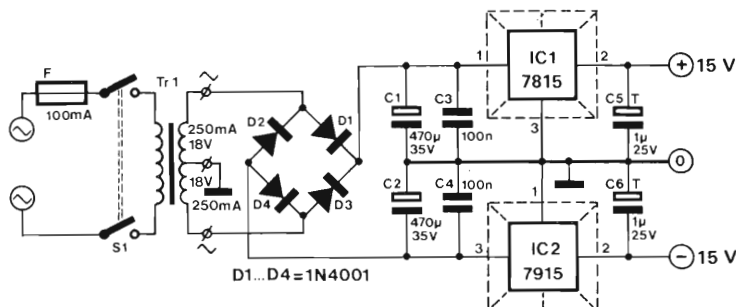 F
100mA
S1
Tr 1
~
250mA
18V
18V
250mA
~
D2
D1
D4
D3
D1...D4=1N4001
C1
470µ
35V
C3
100n
C2
470µ
35V
C4
100n
1
IC1
7815
2
3
1
3
IC2
7915
2
C5 T
1µ
25V
C6 T
1µ
25V
+ 15 V
0
− 15 V